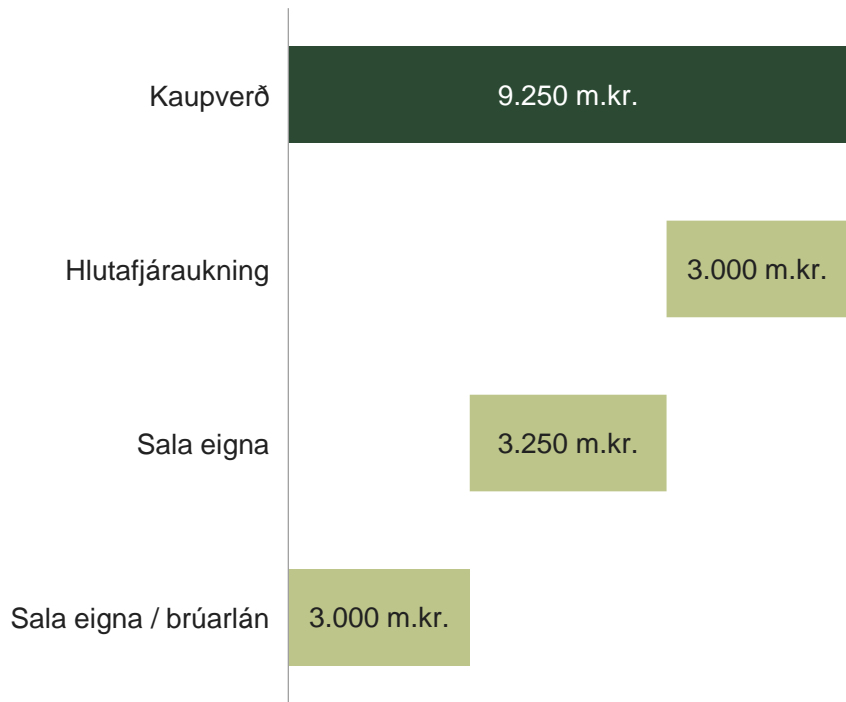 Kaupverð
9.250 m.kr.
Hlutafjáraukning
3.000 m.kr.
Sala eigna
3.250 m.kr.
Sala eigna / brúarlán
3.000 m.kr.